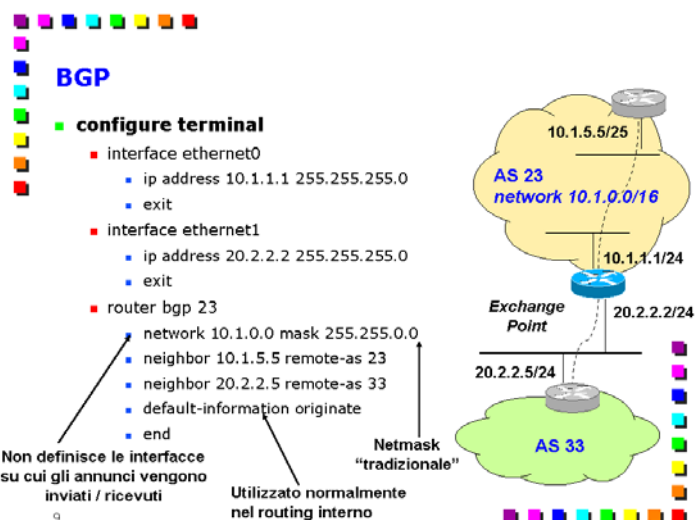 BGP
configure terminal
interface ethernet0
ip address 10.1.1.1 255.255.255.0
exit
interface ethernet1
ip address 20.2.2.2 255.255.255.0
exit
router bgp 23
network 10.1.0.0 mask 255.255.0.0
neighbor 10.1.5.5 remote-as 23
neighbor 20.2.2.5 remote-as 33
default-information originate
end
Non definisce le interfacce
su cui gli annunci vengono
inviati / ricevuti
Utilizzato normalmente
nel routing interno
Netmask
“tradizionale”
10.1.5.5/25
AS 23
network 10.1.0.0/16
10.1.1.1/24
Exchange
Point
20.2.2.2/24
20.2.2.5/24
AS 33
9